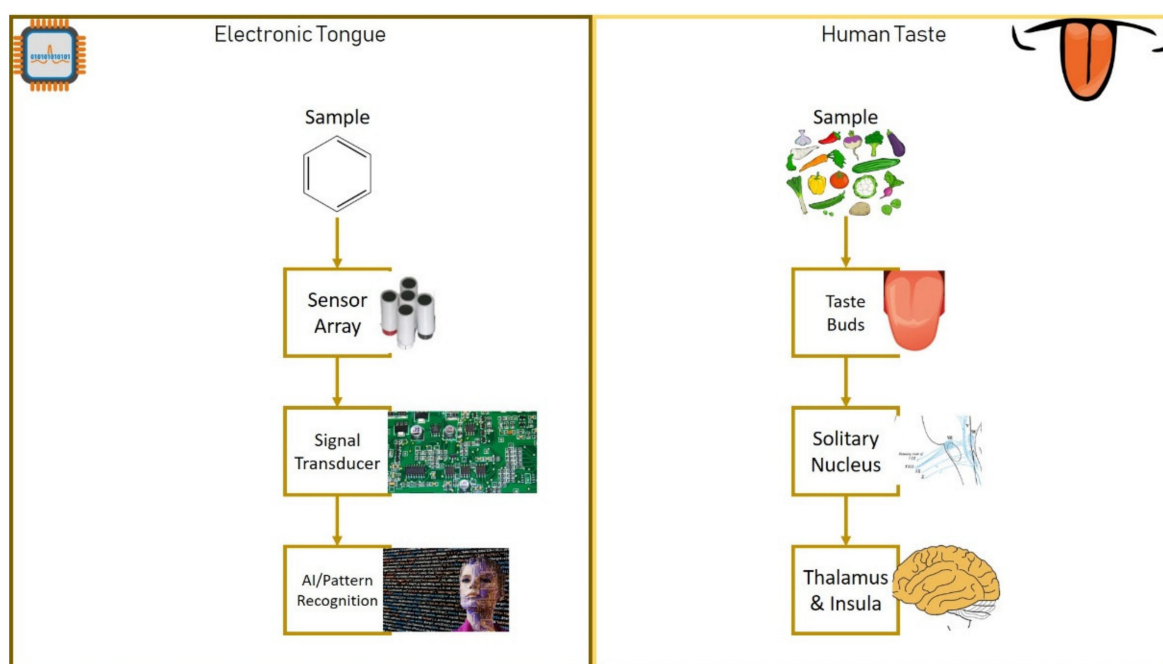 Electronic Tongue
010101010101
Sample
Sensor
Array
Signal
Transducer
AI/Pattern
Recognition
Human Taste
Sample
Taste
Buds
Solitary
Nucleus
Thalamus
& Insula